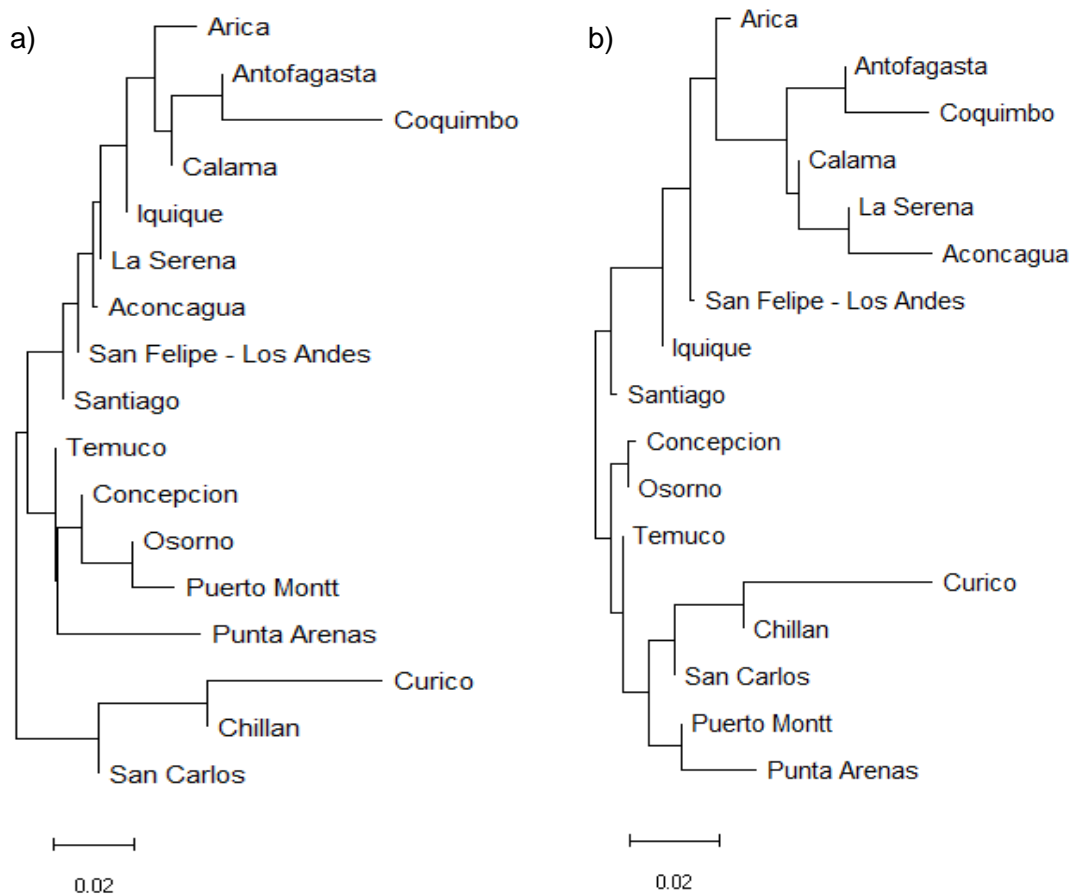 a)
Arica
Antofagasta
Coquimbo
Calama
Iquique
La Serena
Aconcagua
San Felipe - Los Andes
Santiago
Temuco
Concepcion
Osorno
Puerto Montt
Punta Arenas
Curico
Chillan
San Carlos
0.02
b)
Arica
Antofagasta
Coquimbo
Calama
La Serena
Aconcagua
San Felipe - Los Andes
Iquique
Santiago
Concepcion
Osorno
Temuco
Curico
Chillan
San Carlos
Puerto Montt
Punta Arenas
0.02